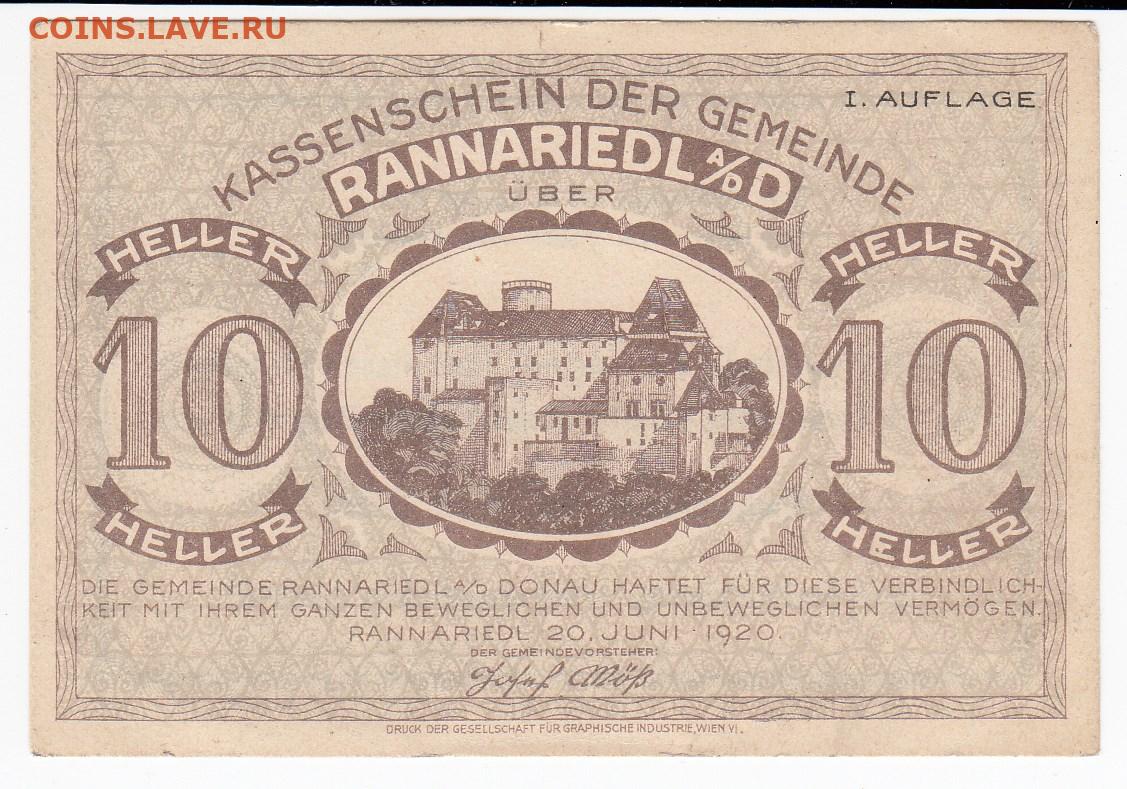 COINS.LAVE.RU
I. AUFLAGE
KASSENSCHEIN DER GEMEINDE
RANNARIEDL A/D D
ÜBER
HELLER
HELLER
10
10
HELLER
HELLER
DIE GEMEINDE RANNARIEDL A/D DONAU HAFTET FÜR DIESE VERBINDLICH-
KEIT MIT IHREM GANZEN BEWEGLICHEN UND UNBEWEGLICHEN VERMÖGEN.
RANNARIEDL 20. JUNI 1920.
DER GEMEINDEVORSTEHER:
Josef Möß
DRUCK DER GESELLSCHAFT FÜR GRAPHISCHE INDUSTRIE, WIEN VI.